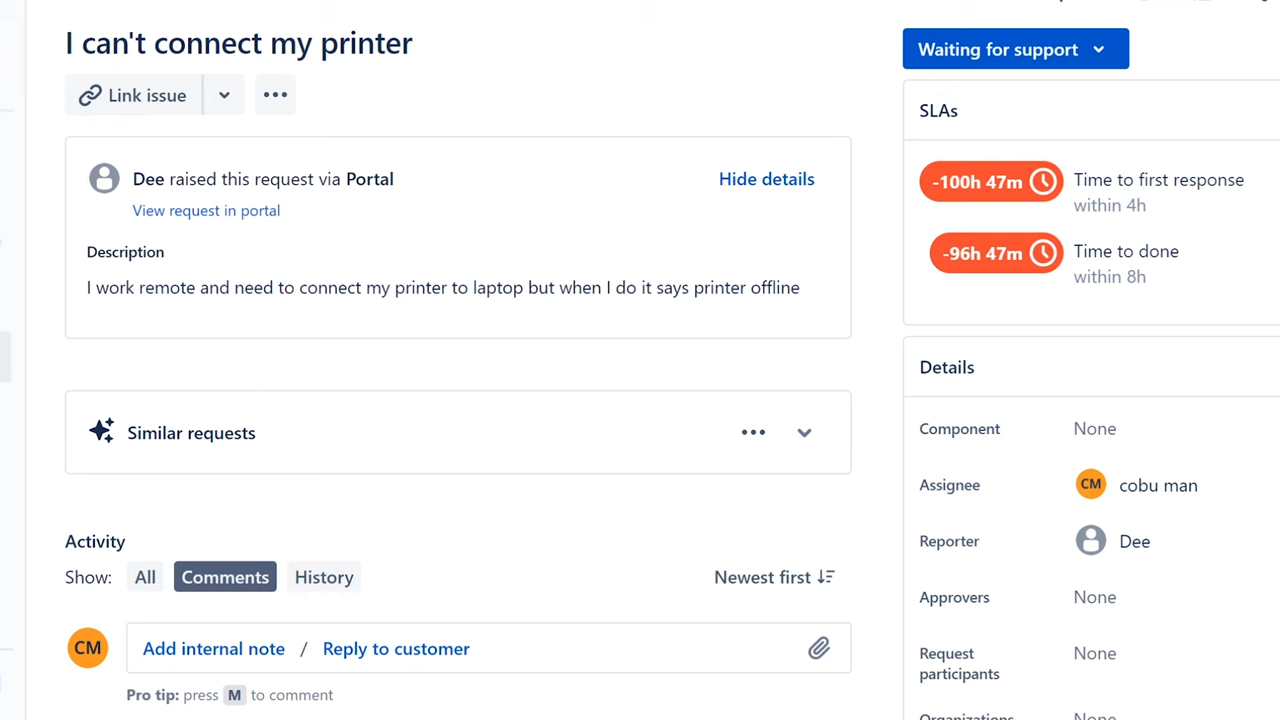 I can't connect my printer
Link issue
Dee raised this request via Portal
Hide details
View request in portal
Description
I work remote and need to connect my printer to laptop but when I do it says printer offline
Similar requests
Activity
Show: All Comments History
Newest first
CM
Add internal note / Reply to customer
Pro tip: press M to comment
Waiting for support
SLAs
-100h 47m Time to first response
within 4h
-96h 47m Time to done
within 8h
Details
Component None
Assignee CM cobu man
Reporter Dee
Approvers None
Request None
participants
Organizations None